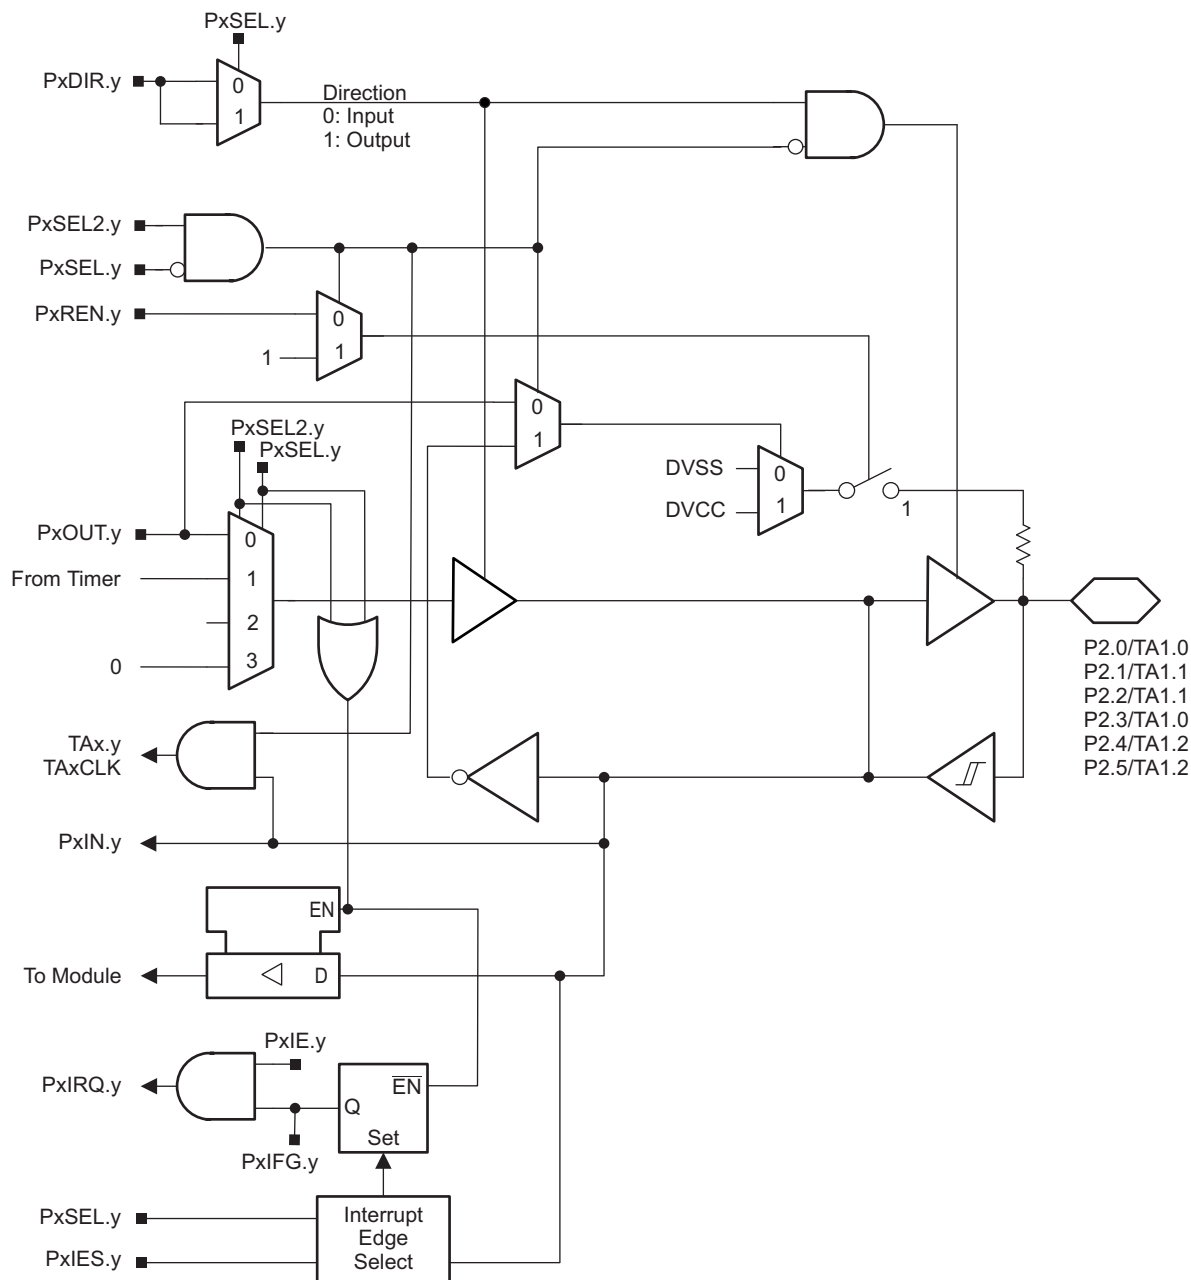 PxSEL.y
PxDIR.y
0
1
Direction
0: Input
1: Output
PxSEL2.y
PxSEL.y
PxREN.y
0
1
1
0
1
PxSEL2.y
PxSEL.y
DVSS
DVCC
0
1
1
PxOUT.y
0
From Timer
1
2
0
3
P2.0/TA1.0
P2.1/TA1.1
P2.2/TA1.1
P2.3/TA1.0
P2.4/TA1.2
P2.5/TA1.2
TAx.y
TAxCLK
PxIN.y
EN
To Module
D
PxIE.y
PxIRQ.y
EN
Q
Set
PxIFG.y
PxSEL.y
PxIES.y
Interrupt
Edge
Select